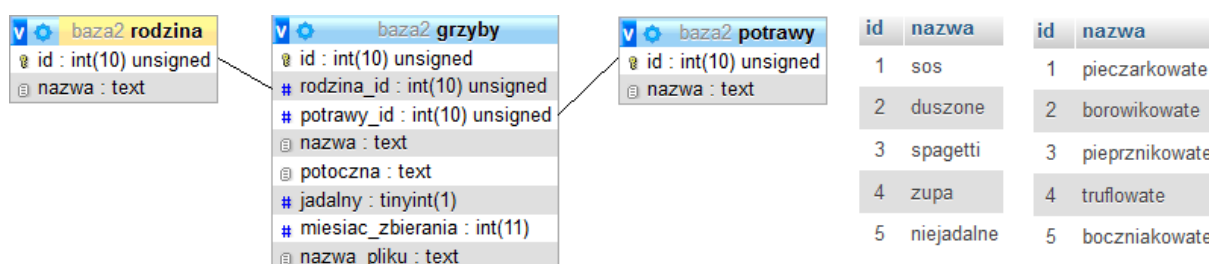 baza2 rodzina
id : int(10) unsigned
nazwa : text
baza2 grzyby
id : int(10) unsigned
rodzina_id : int(10) unsigned
potrawy_id : int(10) unsigned
nazwa : text
potoczna : text
jadalny : tinyint(1)
miesiac_zbierania : int(11)
nazwa_pliku : text
baza2 potrawy
id : int(10) unsigned
nazwa : text
id nazwa
1 sos
2 duszone
3 spagetti
4 zupa
5 niejadalne
id nazwa
1 pieczarkowate
2 borowikowate
3 pieprznikowate
4 truflowate
5 boczniakowate